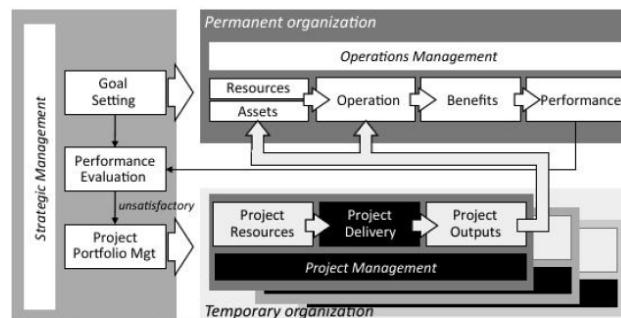 Permanent organization
Operations Management
Strategic Management
Goal
Setting
Resources
Assets
Operation
Benefits
Performance
Performance
Evaluation
unsatisfactory
Project
Portfolio Mgt
Project
Resources
Project
Delivery
Project
Outputs
Project Management
Temporary organization